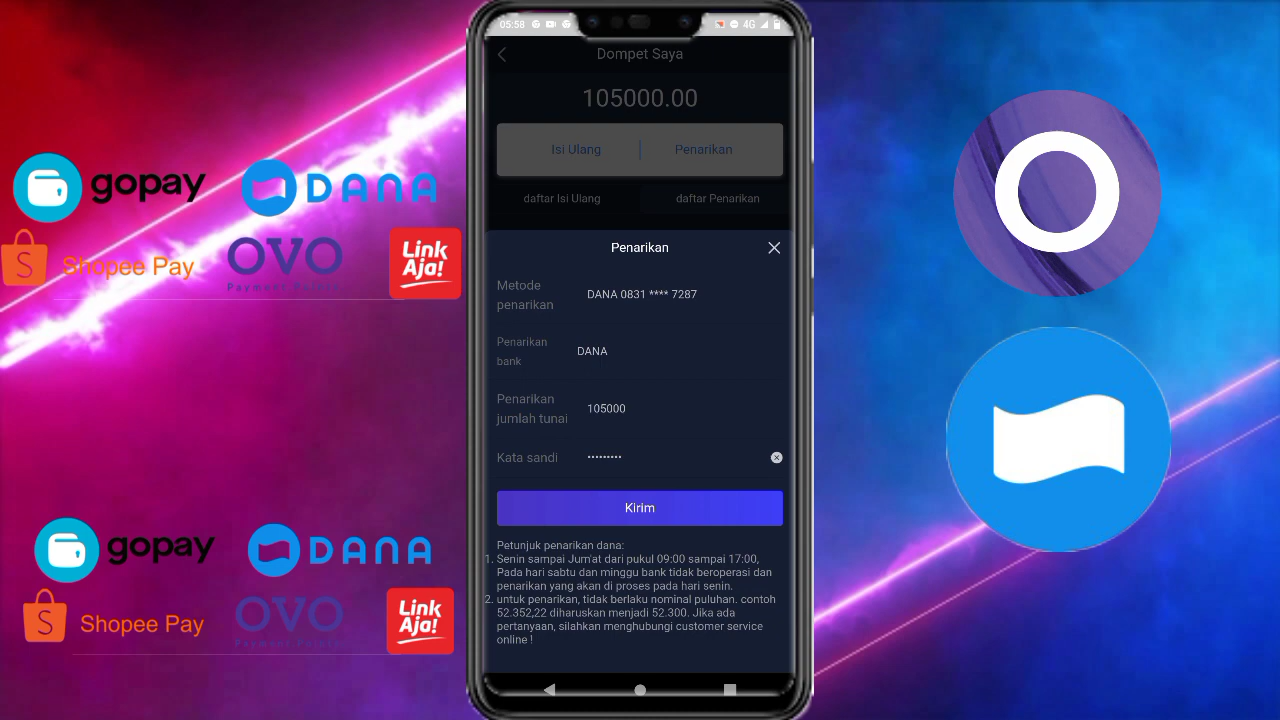 05:58
4G
Dompet Saya
105000.00
Isi Ulang
Penarikan
daftar Isi Ulang
daftar Penarikan
Penarikan
Metode
penarikan
DANA 0831 **** 7287
Penarikan
bank
DANA
Penarikan
jumlah tunai
105000
Kata sandi
•••••••••
Kirim
Petunjuk penarikan dana:
1. Senin sampai Jum'at dari pukul 09:00 sampai 17:00,
Pada hari sabtu dan minggu bank tidak beroperasi dan
penarikan yang akan di proses pada hari senin.
2. untuk penarikan, tidak berlaku nominal puluhan. contoh
52.352,22 diharuskan menjadi 52.300. Jika ada
pertanyaan, silahkan menghubungi customer service
online !
gopay
DANA
S
Shopee Pay
OVO
Payment Points
Link
Aja!
gopay
DANA
S
Shopee Pay
OVO
Payment Points
Link
Aja!